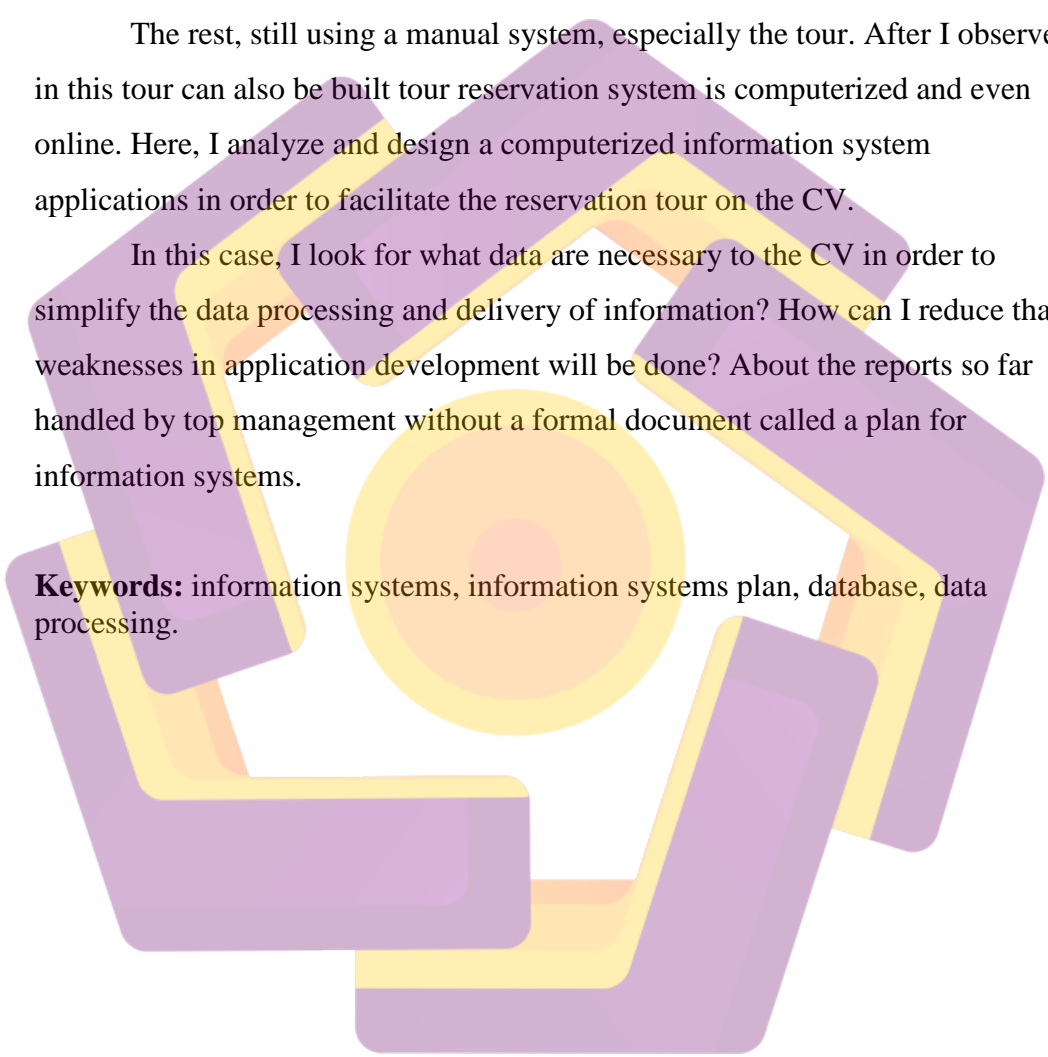 The rest, still using a manual system, especially the tour. After I observe
in this tour can also be built tour reservation system is computerized and even
online. Here, I analyze and design a computerized information system
applications in order to facilitate the reservation tour on the CV.
In this case, I look for what data are necessary to the CV in order to
simplify the data processing and delivery of information? How can I reduce tha
weaknesses in application development will be done? About the reports so far
handled by top management without a formal document called a plan for
information systems.
Keywords: information systems, information systems plan, database, data
processing.